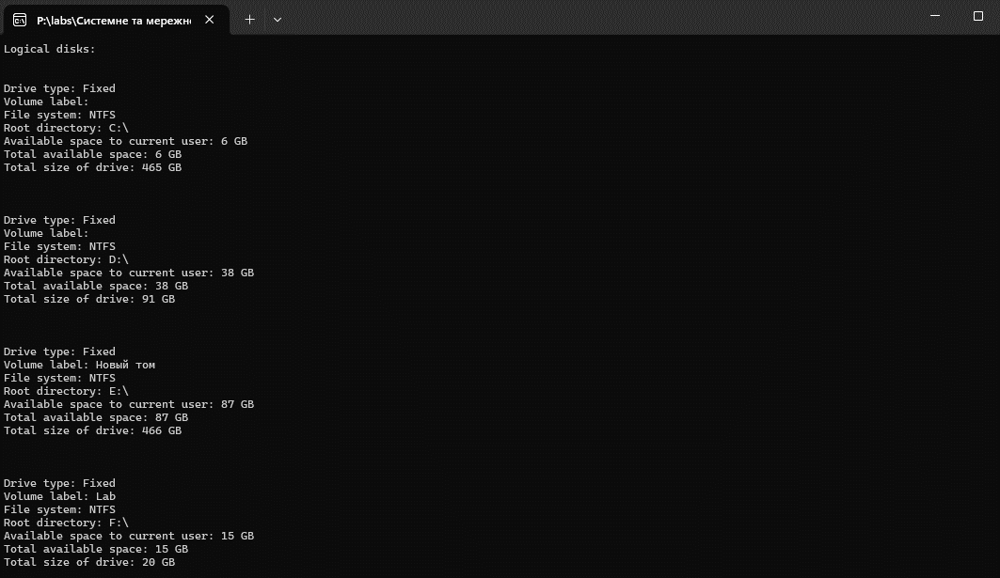 P:\labs\Системне та мережн
Logical disks:
Drive type: Fixed
Volume label:
File system: NTFS
Root directory: C:\
Available space to current user: 6 GB
Total available space: 6 GB
Total size of drive: 465 GB
Drive type: Fixed
Volume label:
File system: NTFS
Root directory: D:\
Available space to current user: 38 GB
Total available space: 38 GB
Total size of drive: 91 GB
Drive type: Fixed
Volume label: Новый том
File system: NTFS
Root directory: E:\
Available space to current user: 87 GB
Total available space: 87 GB
Total size of drive: 466 GB
Drive type: Fixed
Volume label: Lab
File system: NTFS
Root directory: F:\
Available space to current user: 15 GB
Total available space: 15 GB
Total size of drive: 20 GB